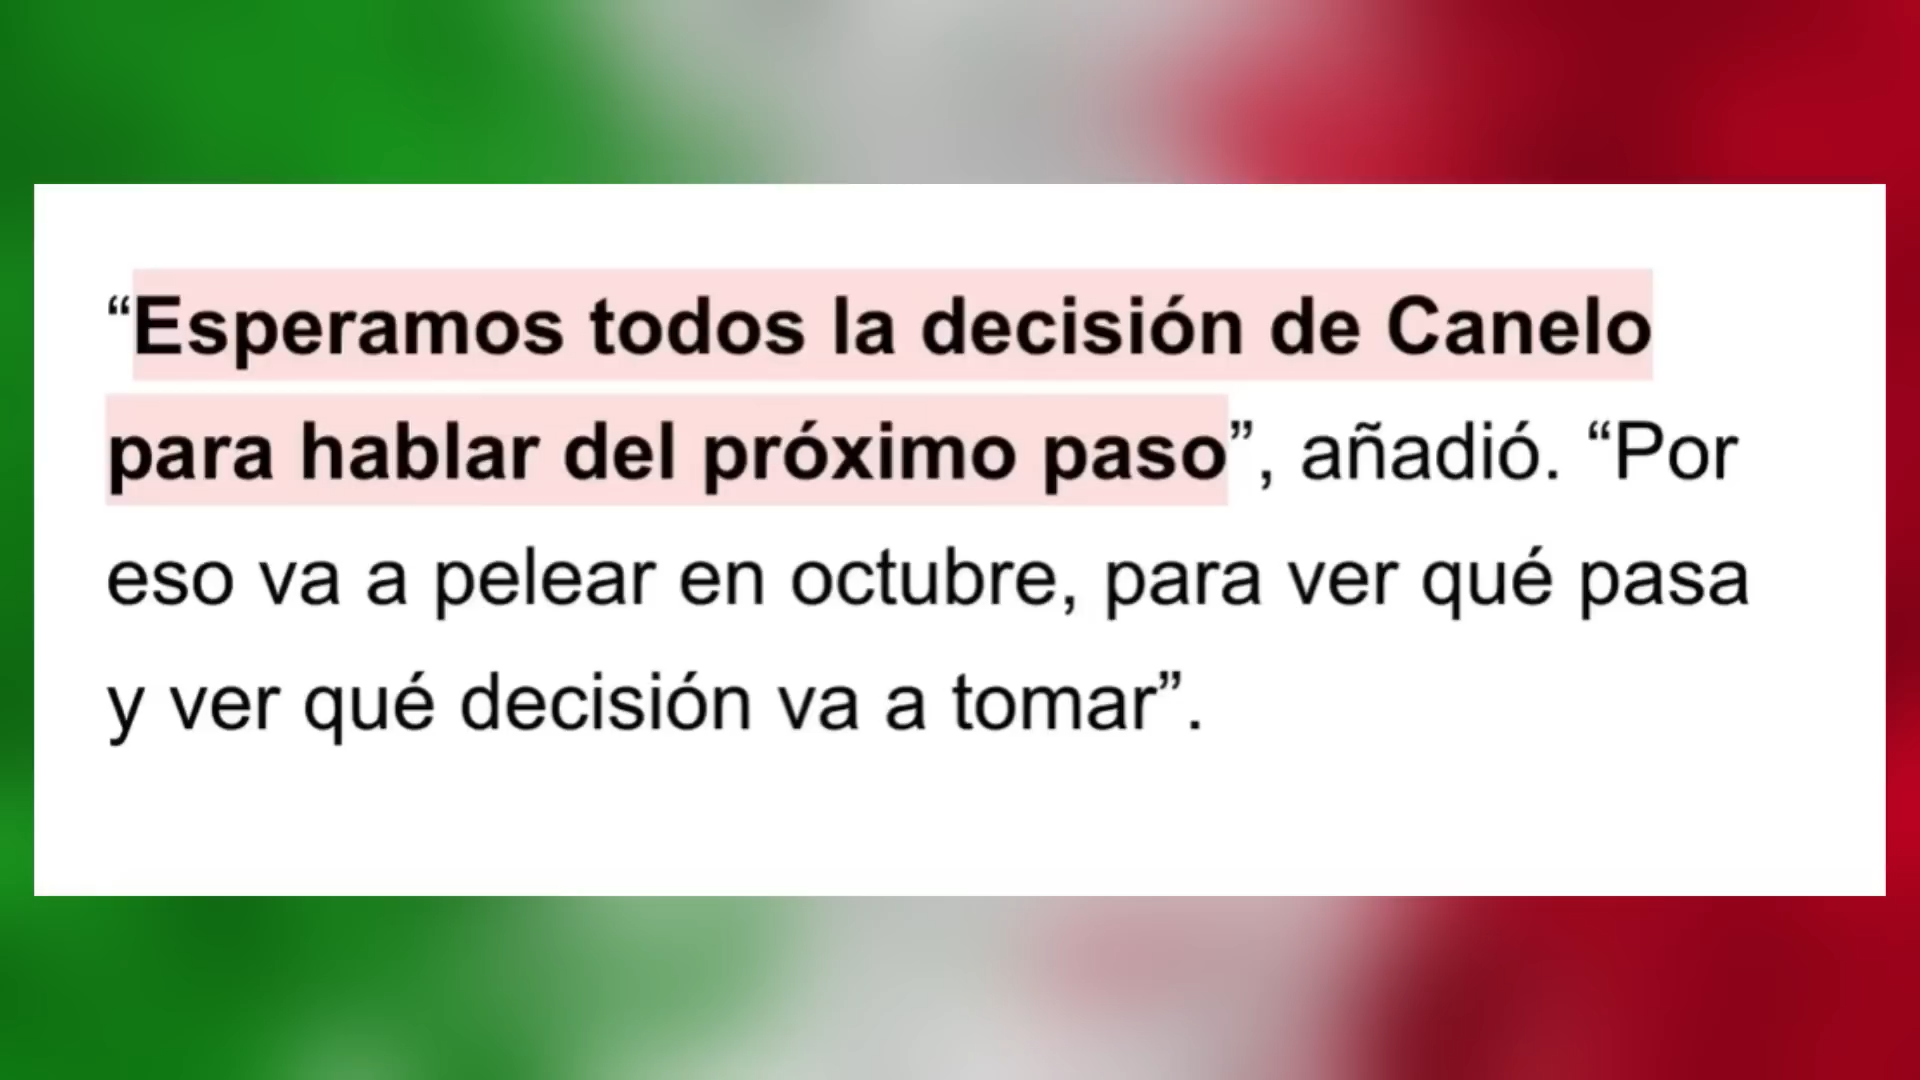 “Esperamos todos la decisión de Canelo
para hablar del próximo paso”, añadió. “Por
eso va a pelear en octubre, para ver qué pasa
y ver qué decisión va a tomar”.